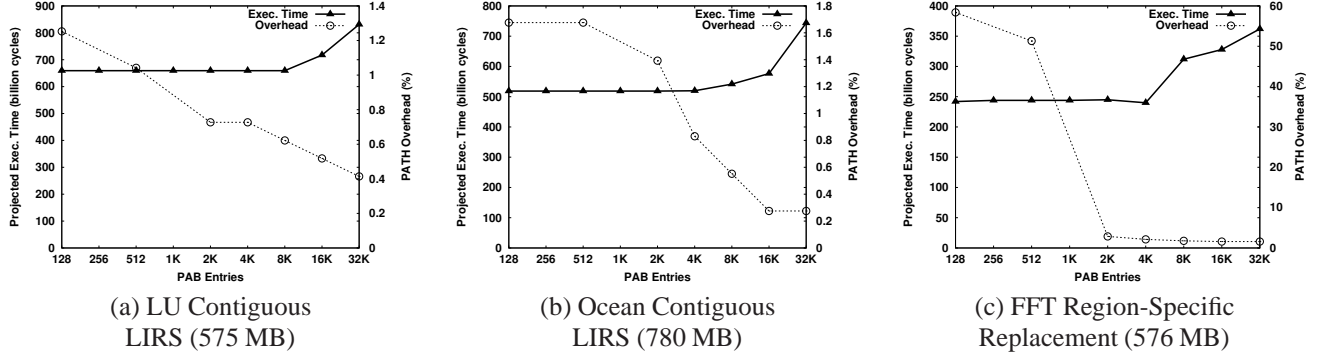 900
800
700
600
500
400
300
200
100
0
Projected Exec. Time (billion cycles)
Exec. Time
Overhead
1.4
1.2
1
0.8
0.6
0.4
0.2
0
PATH Overhead (%)
128 256 512 1K 2K 4K 8K 16K 32K
PAB Entries
(a) LU Contiguous
LIRS (575 MB)
800
700
600
500
400
300
200
100
0
Projected Exec. Time (billion cycles)
Exec. Time
Overhead
1.8
1.6
1.4
1.2
1
0.8
0.6
0.4
0.2
0
PATH Overhead (%)
128 256 512 1K 2K 4K 8K 16K 32K
PAB Entries
(b) Ocean Contiguous
LIRS (780 MB)
400
350
300
250
200
150
100
50
0
Projected Exec. Time (billion cycles)
Exec. Time
Overhead
60
50
40
30
20
10
0
PATH Overhead (%)
128 256 512 1K 2K 4K 8K 16K 32K
PAB Entries
(c) FFT Region-Specific
Replacement (576 MB)